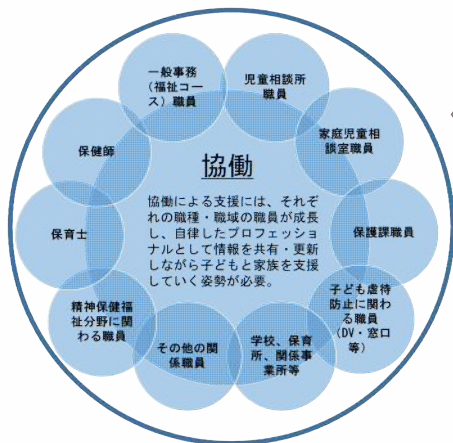 一般事務
(福祉コー
ス)職員
児童相談所
職員
家庭児童相
談室職員
保護課職員
子ども虐待
防止に関わ
る職員
(DV・窓口
等)
学校、保育
所、関係事
業所等
その他の関
係職員
精神保健福
祉分野に関
わる職員
保育士
保健師
協働
協働による支援には、それぞ
れの職種・職域の職員が成長
し、自律したプロフェッショ
ナルとして情報を共有・更新
しながら子どもと家族を支援
していく姿勢が必要。